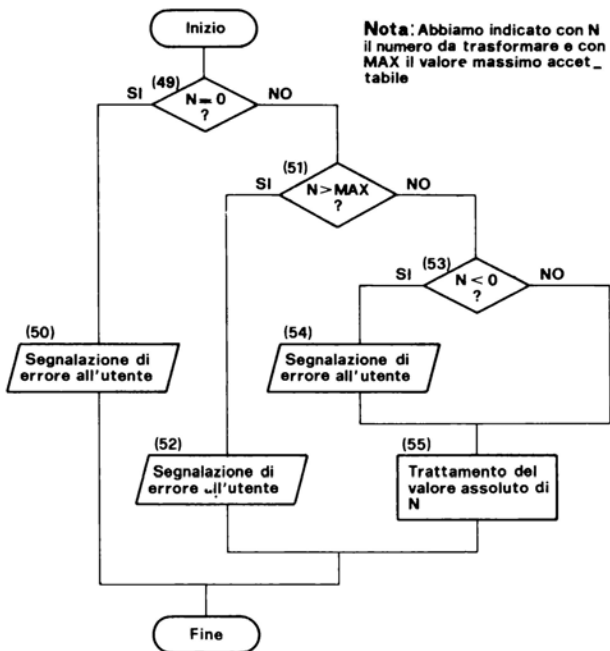 Inizio
Nota: Abbiamo indicato con N
il numero da trasformare e con
MAX il valore massimo accet_
tabile
(49)
SI
N=0
?
NO
(51)
SI
N>MAX
?
NO
(53)
SI
N<0
?
NO
(50)
Segnalazione di
errore all'utente
(54)
Segnalazione di
errore all'utente
(52)
Segnalazione di
errore all'utente
(55)
Trattamento del
valore assoluto di
N
Fine